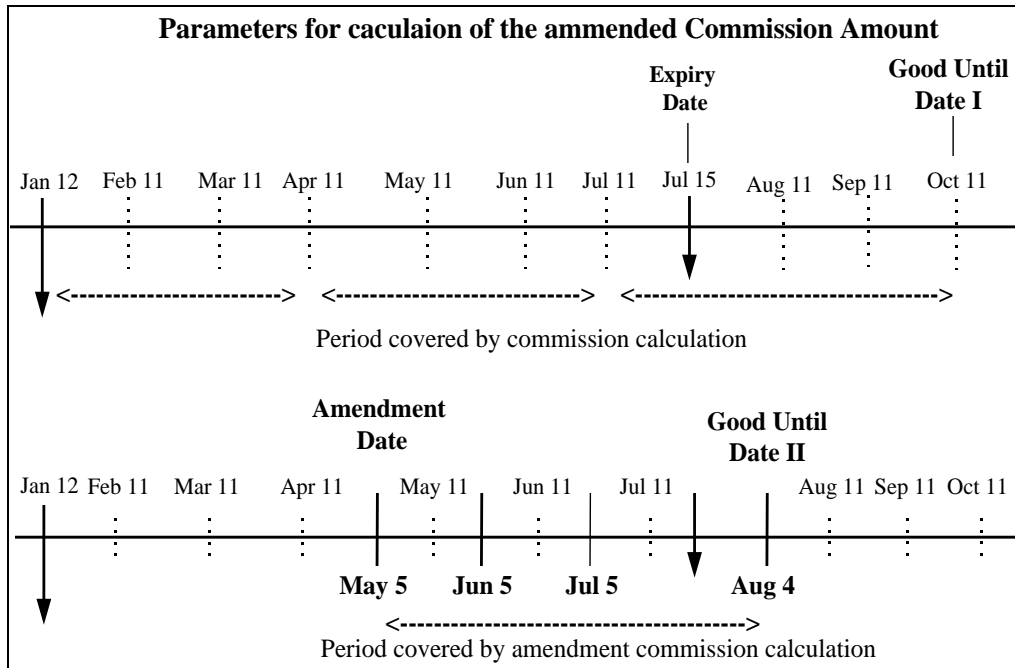 Parameters for caculaion of the ammended Commission Amount
Expiry
Date
Good Until
Date I
Jan 12 Feb 11 Mar 11 Apr 11 May 11 Jun 11 Jul 11 Jul 15 Aug 11 Sep 11 Oct 11
Period covered by commission calculation
Amendment
Date
Good Until
Date II
Jan 12 Feb 11 Mar 11 Apr 11 May 11 Jun 11 Jul 11 Aug 11 Sep 11 Oct 11
May 5 Jun 5 Jul 5 Aug 4
Period covered by amendment commission calculation